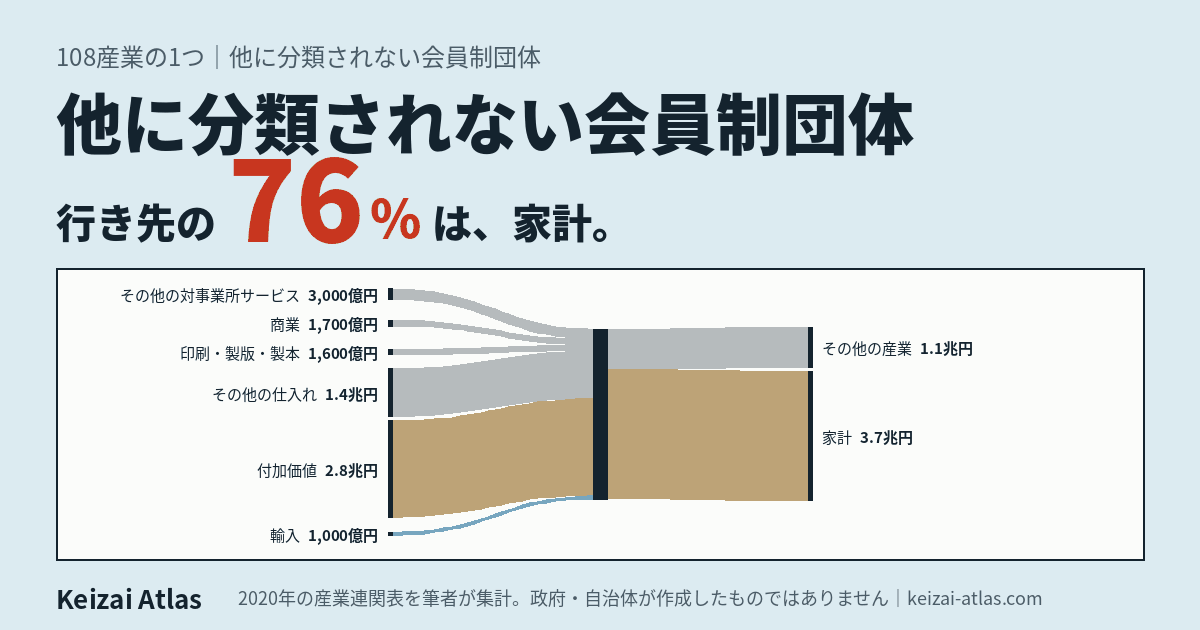 108産業の1つ｜他に分類されない会員制団体
他に分類されない会員制団体
行き先の 76% は、家計。
その他の対事業所サービス 3,000億円
商業 1,700億円
印刷・製版・製本 1,600億円
その他の仕入れ 1.4兆円
付加価値 2.8兆円
輸入 1,000億円
その他の産業 1.1兆円
家計 3.7兆円
Keizai Atlas 2020年の産業連関表を筆者が集計。政府・自治体が作成したものではありません｜keizai-atlas.com